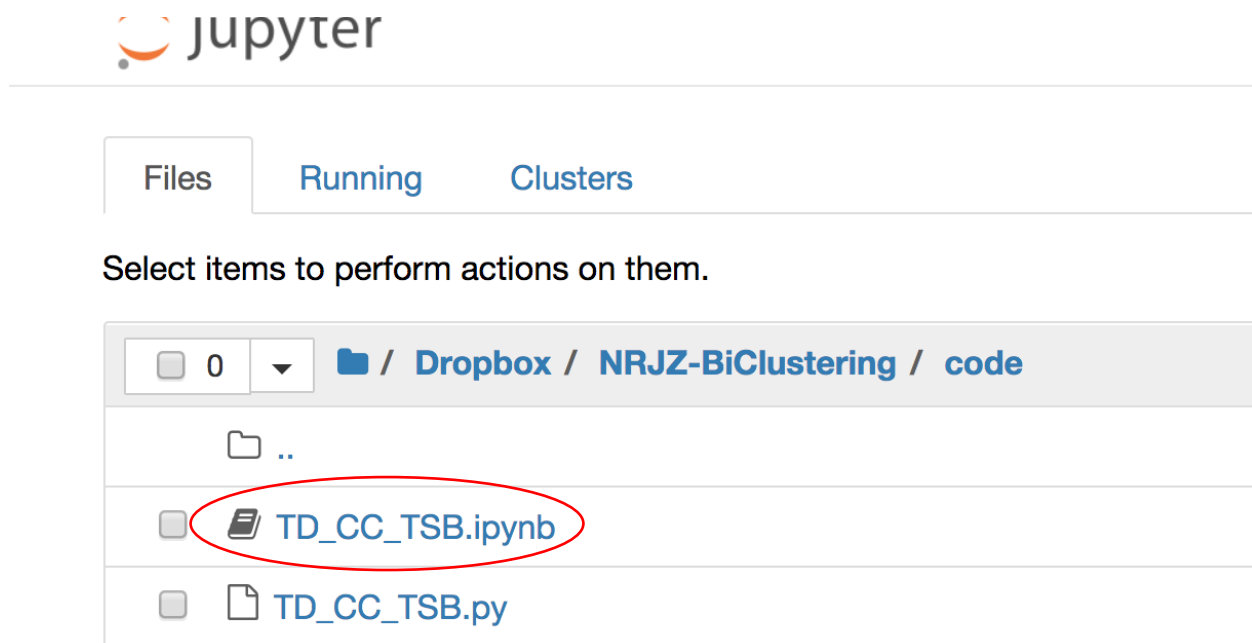 jupyter
Files Running Clusters
Select items to perform actions on them.
0 / Dropbox / NRJZ-BiClustering / code
..
TD_CC_TSB.ipynb
TD_CC_TSB.py